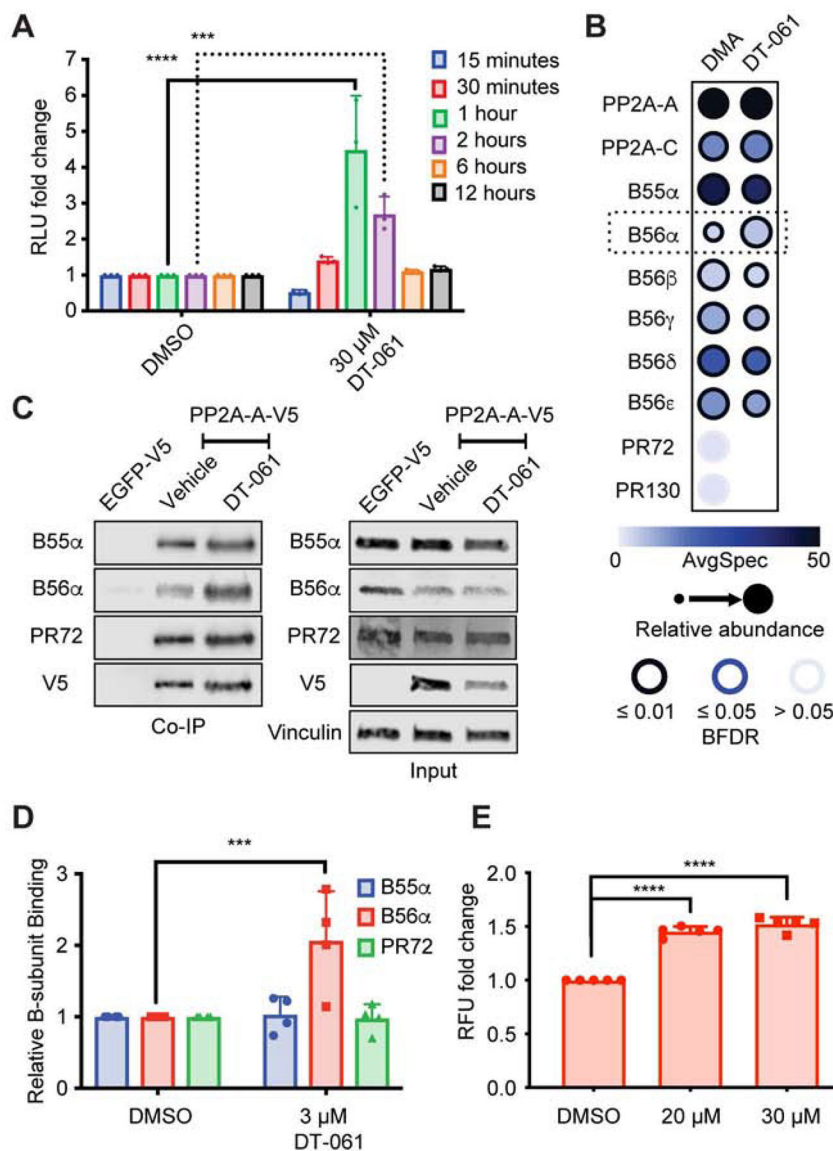 A
RLU fold change
7
6
5
4
3
2
1
0
****
***
15 minutes
30 minutes
1 hour
2 hours
6 hours
12 hours
DMSO
30 µM
DT-061
B
DMA
DT-061
PP2A-A
PP2A-C
B55α
B56α
B56β
B56γ
B56δ
B56ε
PR72
PR130
0 AvgSpec 50
Relative abundance
≤ 0.01 ≤ 0.05 > 0.05
BFDR
C
PP2A-A-V5
EGFP-V5
Vehicle
DT-061
B55α
B56α
PR72
V5
Co-IP
PP2A-A-V5
EGFP-V5
Vehicle
DT-061
B55α
B56α
PR72
V5
Vinculin
Input
D
Relative B-subunit Binding
3
2
1
0
***
B55α
B56α
PR72
DMSO
3 µM
DT-061
E
RFU fold change
2.0
1.5
1.0
0.5
0.0
****
****
DMSO
20 µM
30 µM